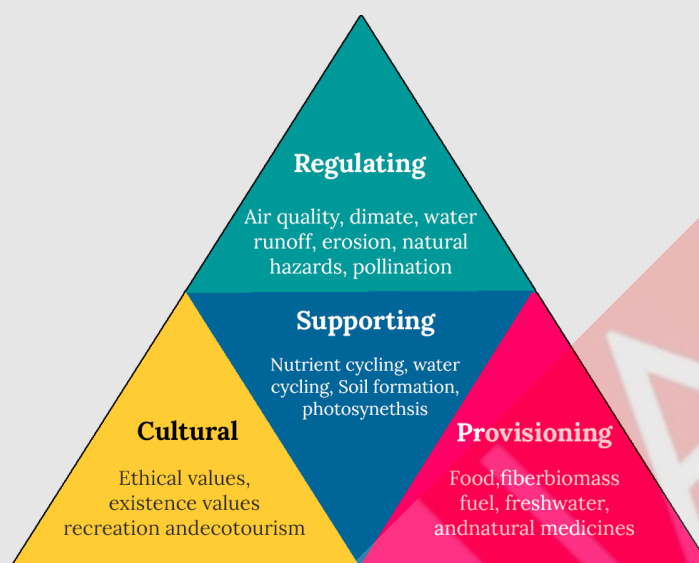 Regulating
Air quality, dimate, water
runoff, erosion, natural
hazards, pollination
Supporting
Nutrient cycling, water
cycling, Soil formation,
photosynethsis
Cultural
Ethical values,
existence values
recreation andecotourism
Provisioning
Food,fiberbiomass
fuel, freshwater,
andnatural medicines